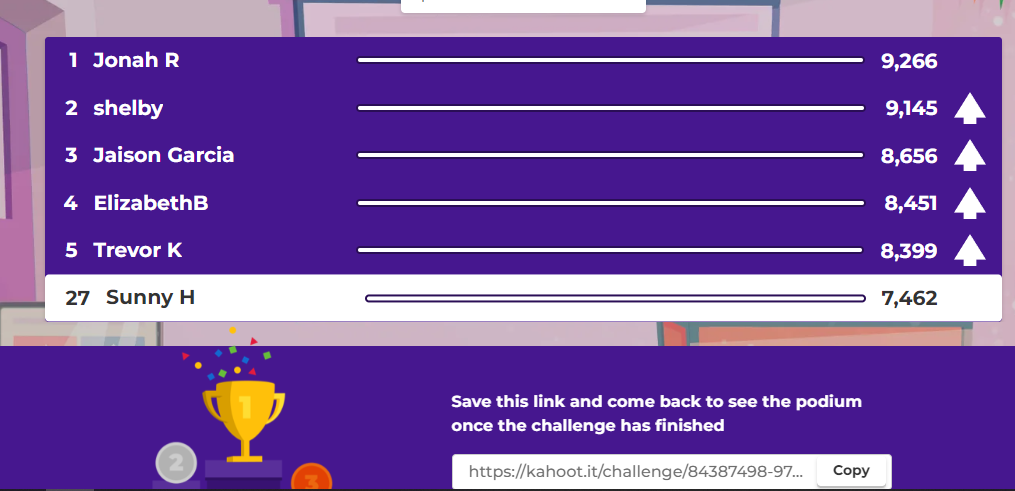 1 Jonah R 9,266
2 shelby 9,145
3 Jaison Garcia 8,656
4 ElizabethB 8,451
5 Trevor K 8,399
27 Sunny H 7,462
1
2
3
Save this link and come back to see the podium
once the challenge has finished
https://kahoot.it/challenge/84387498-97... Copy